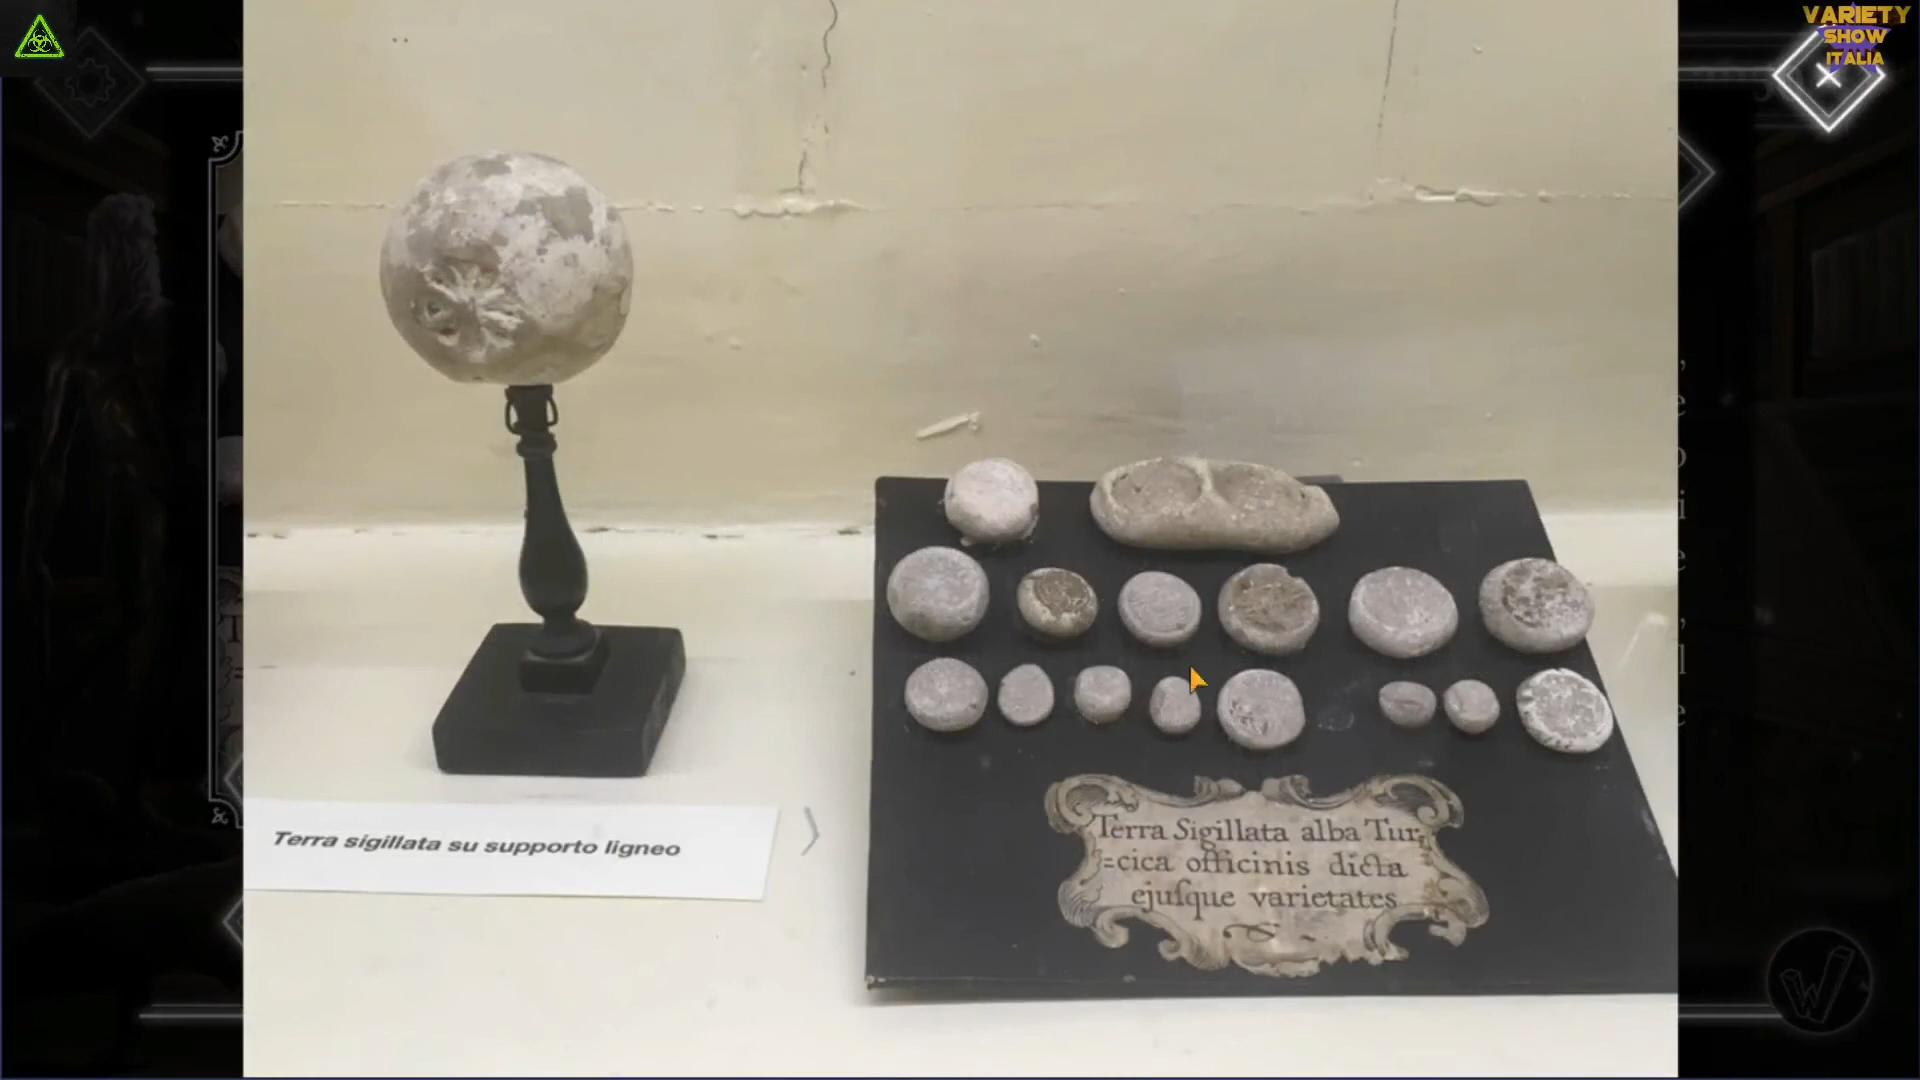 VARIETY
SHOW
ITALIA
Terra sigillata su supporto ligneo
Terra Sigillata alba Tur,
=cica officinis dicta
ejuſque varietates